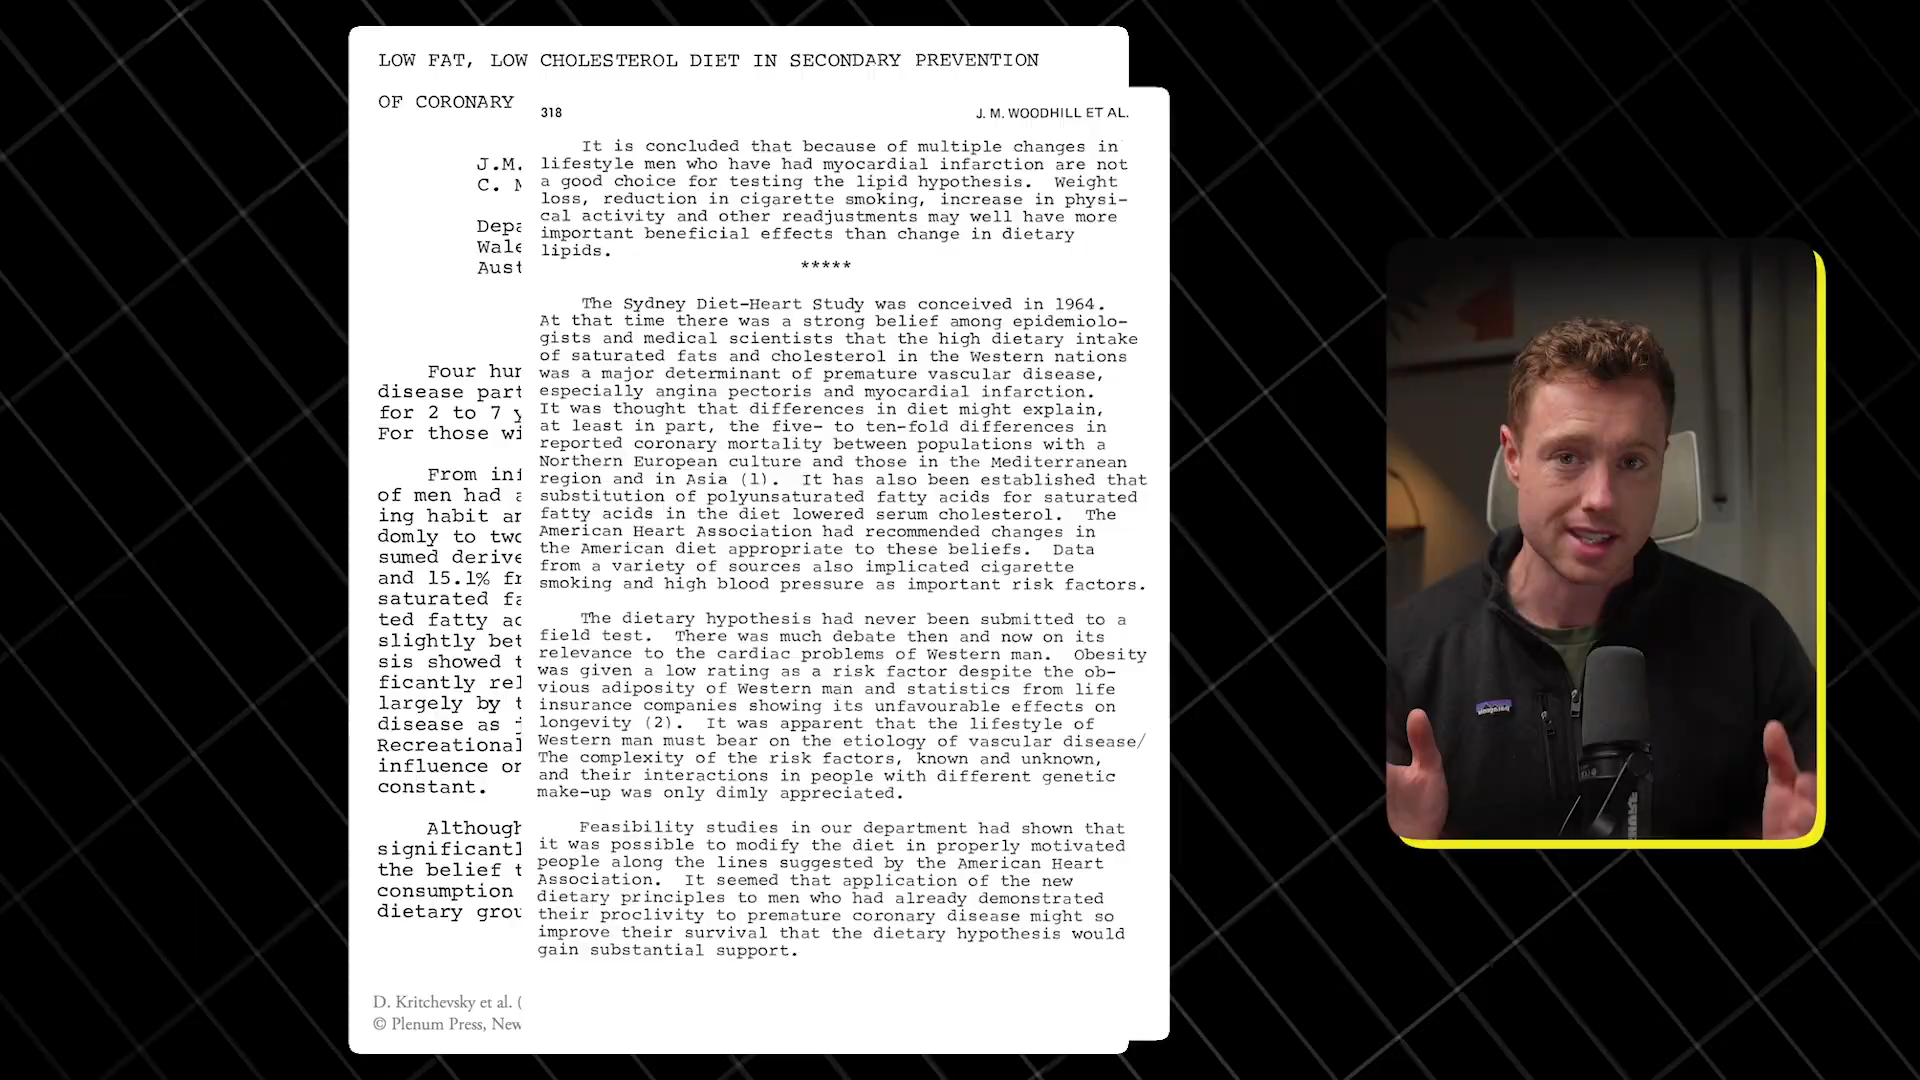 LOW FAT, LOW CHOLESTEROL DIET IN SECONDARY PREVENTION
OF CORONARY
J.M.
C.
Depa
Wale
Aust
Four hur
disease part
for 2 to 7 y
For those wi
From inf
of men had a
ing habit an
domly to two
sumed derive
and 15.1% fr
saturated fa
ted fatty ac
slightly bet
sis showed t
ficantly rel
largely by t
disease as i
Recreational
influence on
constant.
Although
significantl
the belief t
consumption
dietary grou
D. Kritchevsky et al. (
© Plenum Press, New
318
J. M. WOODHILL ET AL.
It is concluded that because of multiple changes in
lifestyle men who have had myocardial infarction are not
a good choice for testing the lipid hypothesis. Weight
loss, reduction in cigarette smoking, increase in physi-
cal activity and other readjustments may well have more
important beneficial effects than change in dietary
lipids.
*****
The Sydney Diet-Heart Study was conceived in 1964.
At that time there was a strong belief among epidemiolo-
gists and medical scientists that the high dietary intake
of saturated fats and cholesterol in the Western nations
was a major determinant of premature vascular disease,
especially angina pectoris and myocardial infarction.
It was thought that differences in diet might explain,
at least in part, the five- to ten-fold differences in
reported coronary mortality between populations with a
Northern European culture and those in the Mediterranean
region and in Asia (1). It has also been established that
substitution of polyunsaturated fatty acids for saturated
fatty acids in the diet lowered serum cholesterol. The
American Heart Association had recommended changes in
the American diet appropriate to these beliefs. Data
from a variety of sources also implicated cigarette
smoking and high blood pressure as important risk factors.
The dietary hypothesis had never been submitted to a
field test. There was much debate then and now on its
relevance to the cardiac problems of Western man. Obesity
was given a low rating as a risk factor despite the ob-
vious adiposity of Western man and statistics from life
insurance companies showing its unfavourable effects on
longevity (2). It was apparent that the lifestyle of
Western man must bear on the etiology of vascular disease/
The complexity of the risk factors, known and unknown,
and their interactions in people with different genetic
make-up was only dimly appreciated.
Feasibility studies in our department had shown that
it was possible to modify the diet in properly motivated
people along the lines suggested by the American Heart
Association. It seemed that application of the new
dietary principles to men who had already demonstrated
their proclivity to premature coronary disease might so
improve their survival that the dietary hypothesis would
gain substantial support.